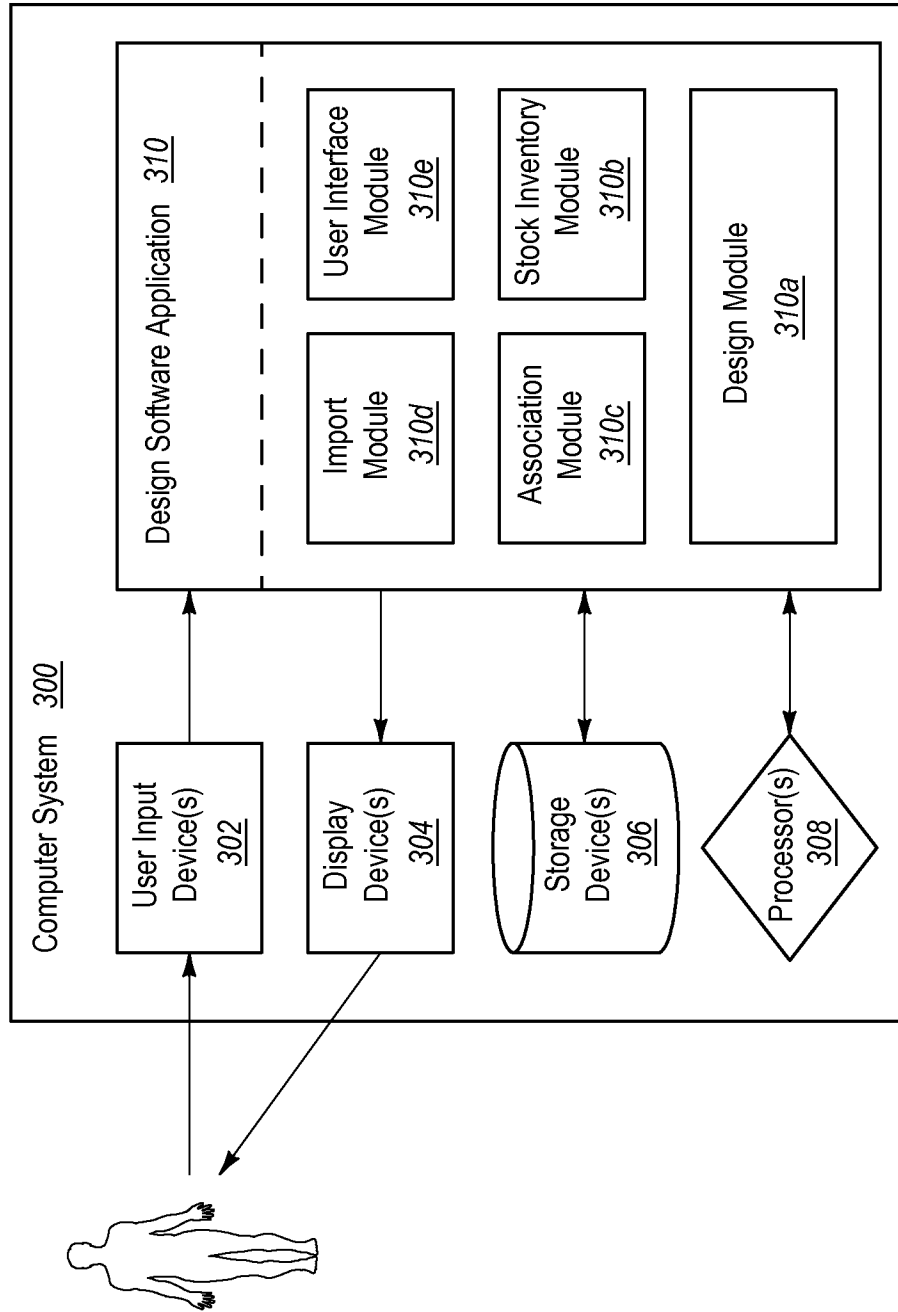 Computer System 300
User Input
Device(s)
302
Display
Device(s)
304
Storage
Device(s)
306
Processor(s)
308
Design Software Application 310
Import
Module
310d
User Interface
Module
310e
Association
Module
310c
Stock Inventory
Module
310b
Design Module
310a